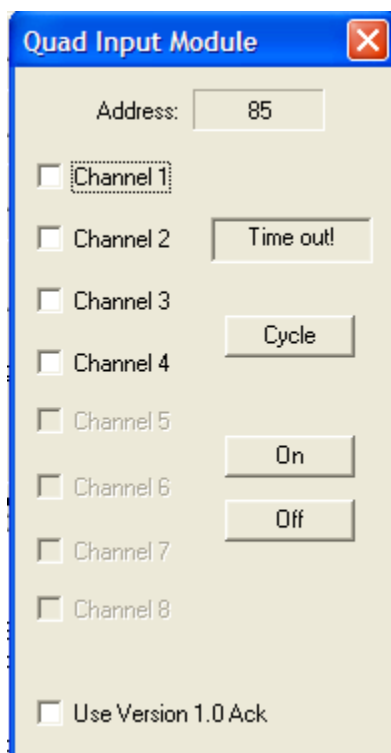 Quad Input Module
Address: 85
Channel 1
Channel 2 Time out!
Channel 3
Cycle
Channel 4
Channel 5
On
Channel 6
Off
Channel 7
Channel 8
Use Version 1.0 Ack